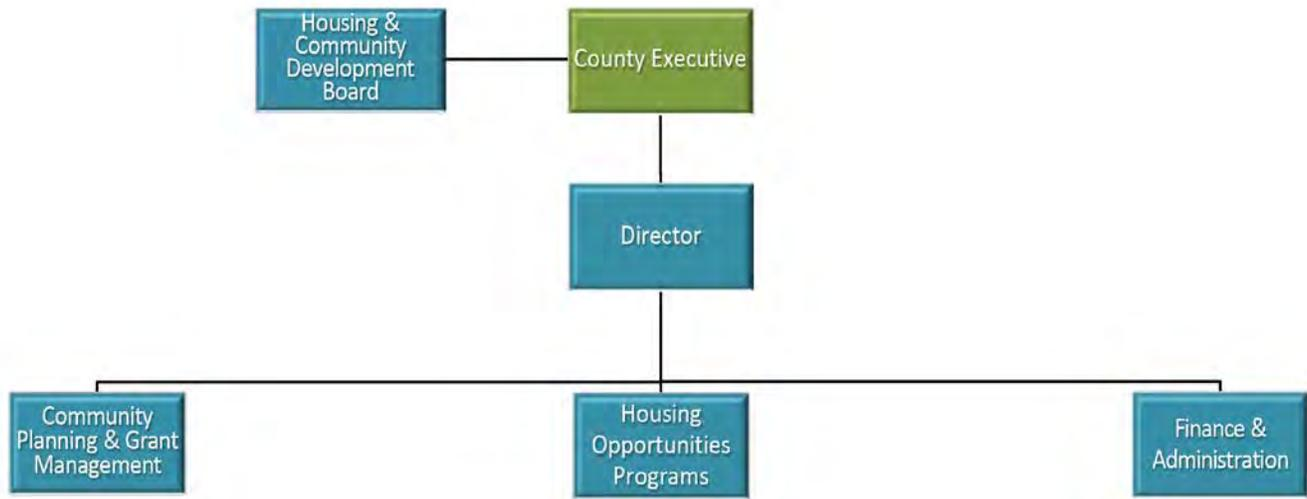 Housing &
Community
Development
Board
County Executive
Director
Community
Planning & Grant
Management
Housing
Opportunities
Programs
Finance &
Administration